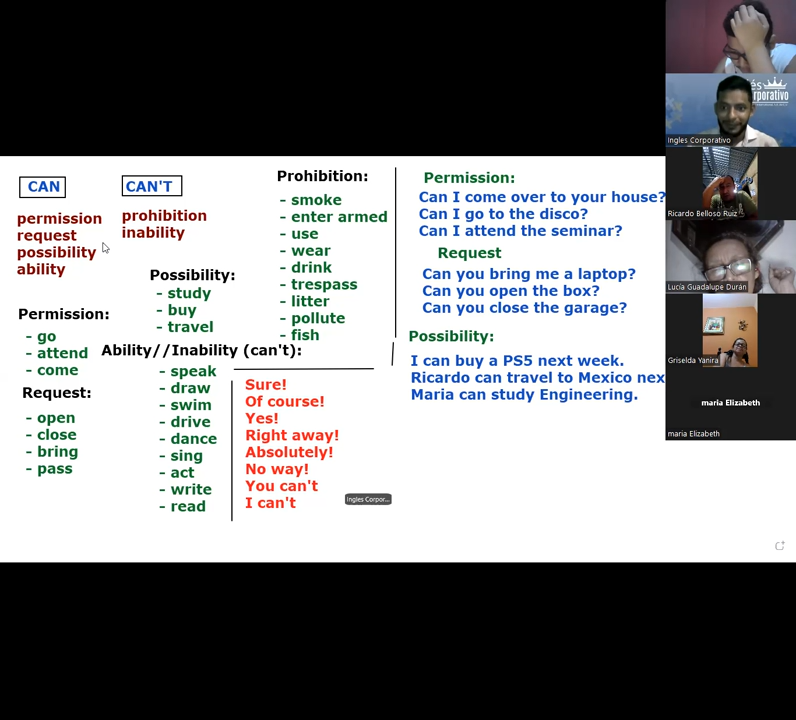 CAN
permission
request
possibility
ability
CAN'T
prohibition
inability
Permission:
- go
- attend
- come
Request:
- open
- close
- bring
- pass
Possibility:
- study
- buy
- travel
Ability//Inability (can't):
- speak
- draw
- swim
- drive
- dance
- sing
- act
- write
- read
Sure!
Of course!
Yes!
Right away!
Absolutely!
No way!
You can't
I can't
Prohibition:
- smoke
- enter armed
- use
- wear
- drink
- trespass
- litter
- pollute
- fish
Permission:
Can I come over to your house?
Can I go to the disco?
Can I attend the seminar?
Request
Can you bring me a laptop?
Can you open the box?
Can you close the garage?
Possibility:
I can buy a PS5 next week.
Ricardo can travel to Mexico nex
Maria can study Engineering.
Ingles Corpor...
Ingles Corporativo
Ricardo Belloso Ruiz
Lucía Guadalupe Durán
Griselda Yanira
maria Elizabeth
maria Elizabeth